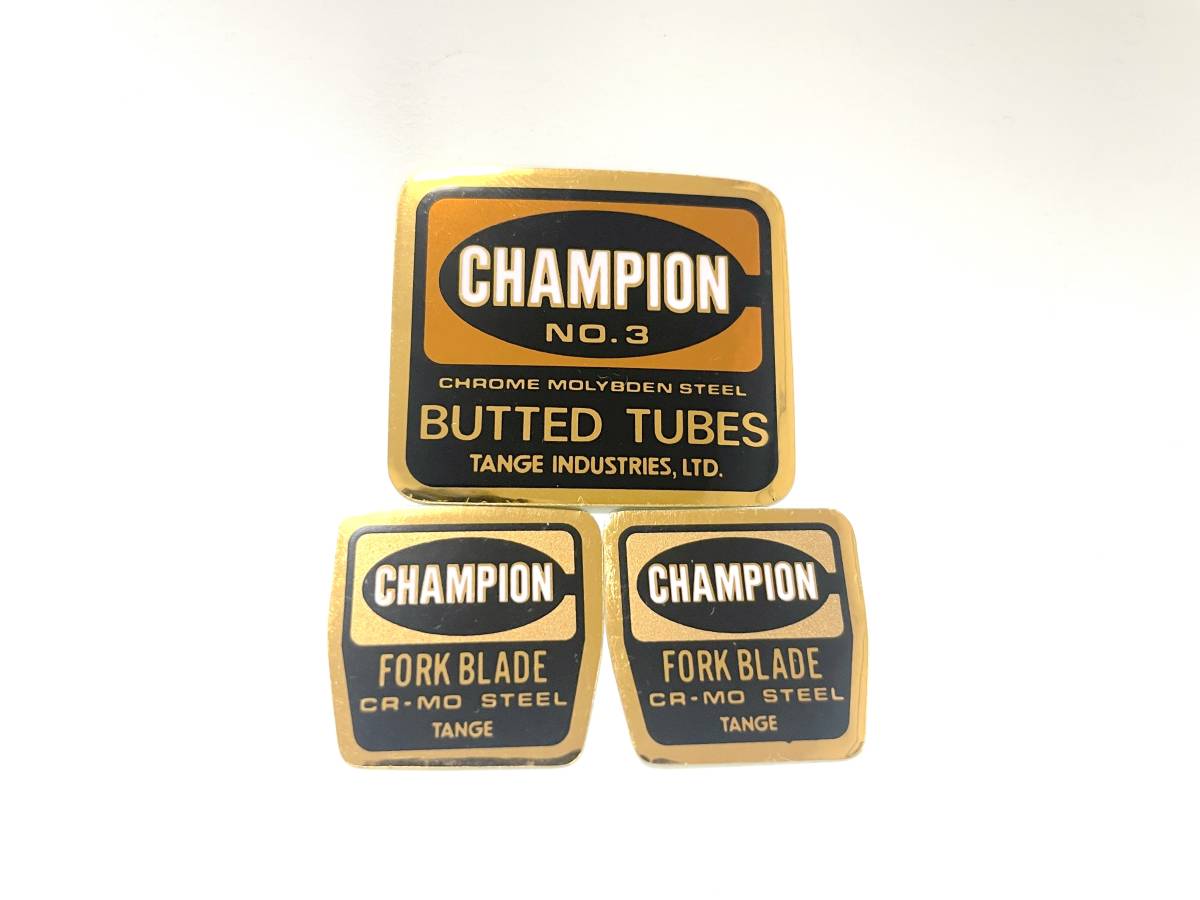 CHAMPION
NO.3
CHROME MOLYBDEN STEEL
BUTTED TUBES
TANGE INDUSTRIES, LTD.
CHAMPION
FORK BLADE
CR-MO STEEL
TANGE
CHAMPION
FORK BLADE
CR-MO STEEL
TANGE